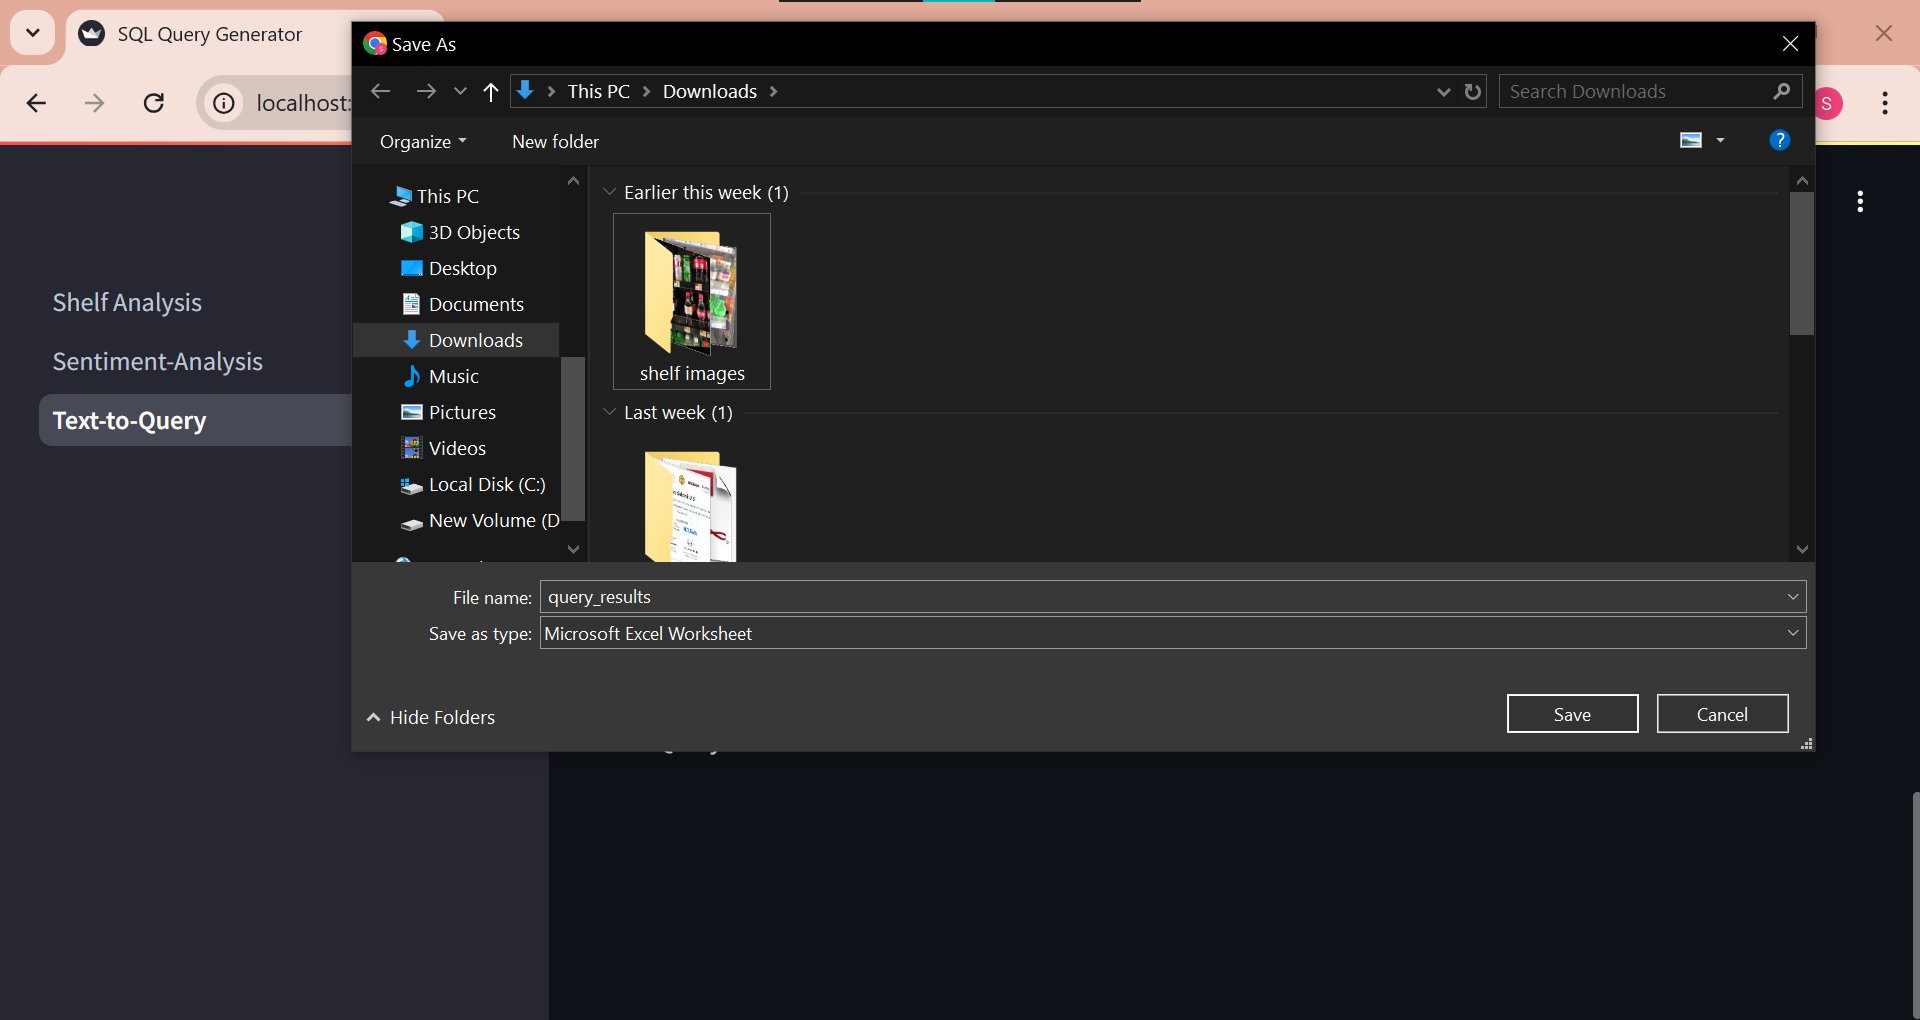 SQL Query Generator
Save As
localhost:
This PC
Downloads
Search Downloads
S
Organize
New folder
?
This PC
3D Objects
Desktop
Documents
Downloads
Music
Pictures
Videos
Local Disk (C:)
New Volume (D
Earlier this week (1)
shelf images
Last week (1)
Shelf Analysis
Sentiment-Analysis
Text-to-Query
File name:
query_results
Save as type:
Microsoft Excel Worksheet
Hide Folders
Save
Cancel